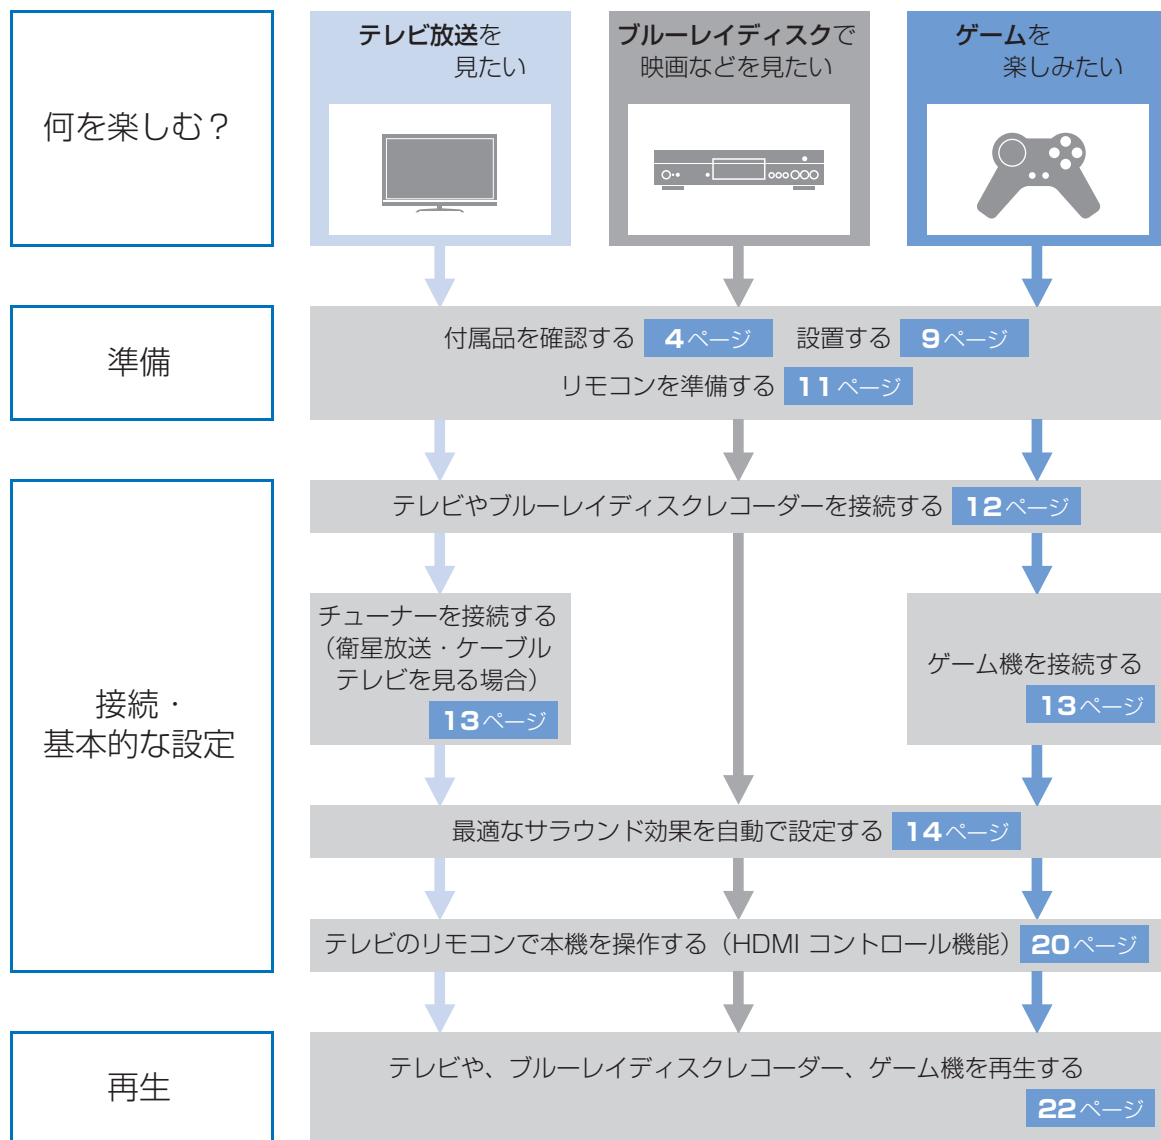 何を楽しむ？
テレビ放送を
見たい
ブルーレイディスクで
映画などを見たい
ゲームを
楽しみたい
準備
付属品を確認する 4ページ 設置する 9ページ
リモコンを準備する 11ページ
接続・
基本的な設定
テレビやブルーレイディスクレコーダーを接続する 12ページ
チューナーを接続する
（衛星放送・ケーブル
テレビを見る場合）
13ページ
ゲーム機を接続する
13ページ
最適なサラウンド効果を自動で設定する 14ページ
テレビのリモコンで本機を操作する（HDMI コントロール機能） 20ページ
再生
テレビや、ブルーレイディスクレコーダー、ゲーム機を再生する
22ページ